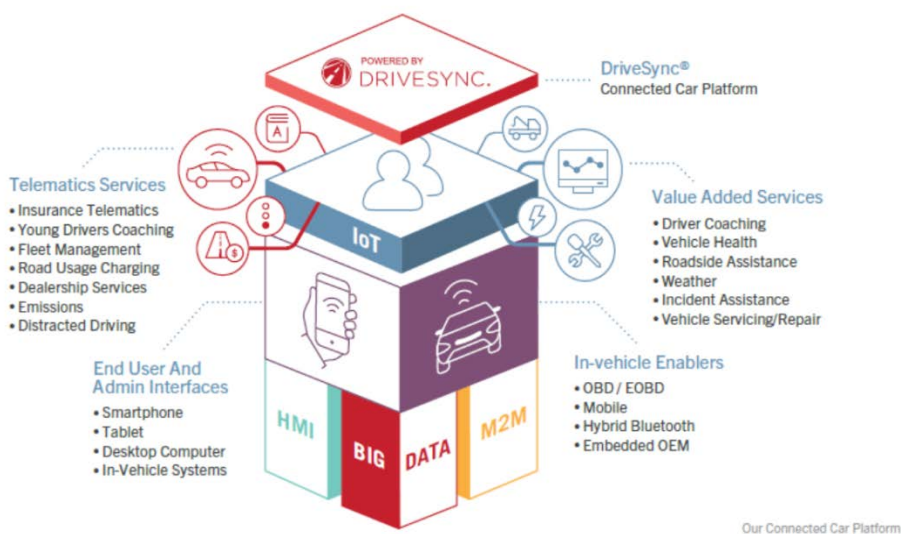 POWERED BY
DRIVESYNC.
DriveSync®
Connected Car Platform
A
Telematics Services
• Insurance Telematics
• Young Drivers Coaching
• Fleet Management
• Road Usage Charging
• Dealership Services
• Emissions
• Distracted Driving
$
IoT
Value Added Services
• Driver Coaching
• Vehicle Health
• Roadside Assistance
• Weather
• Incident Assistance
• Vehicle Servicing/Repair
End User And
Admin Interfaces
• Smartphone
• Tablet
• Desktop Computer
• In-Vehicle Systems
In-vehicle Enablers
• OBD / EOBD
• Mobile
• Hybrid Bluetooth
• Embedded OEM
HMI
BIG DATA
M2M
Our Connected Car Platform